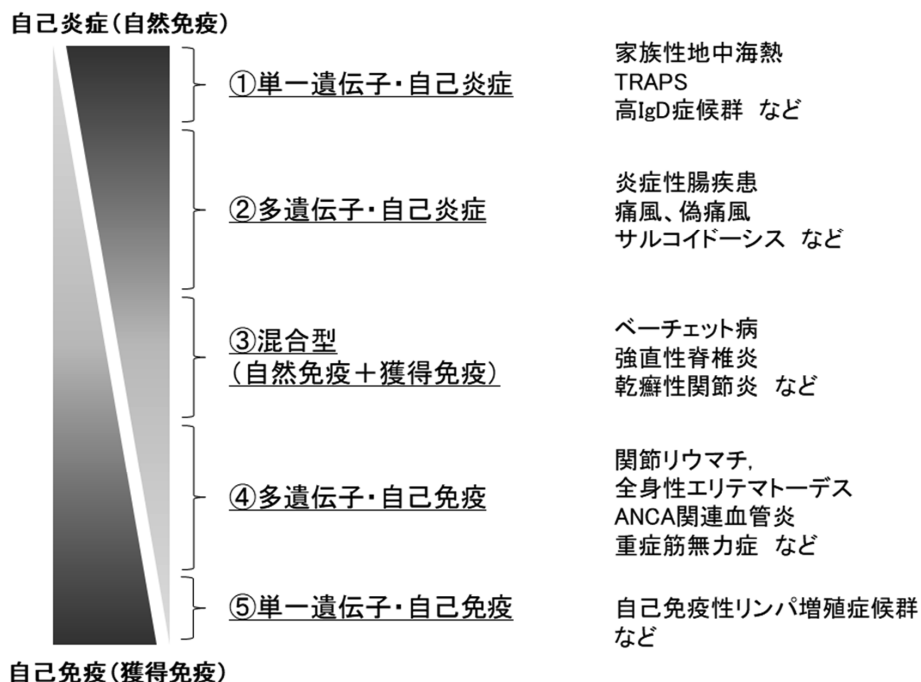 自己炎症(自然免疫)
①単一遺伝子・自己炎症
家族性地中海熱
TRAPS
高IgD症候群 など
②多遺伝子・自己炎症
炎症性腸疾患
痛風、偽痛風
サルコイドーシス など
③混合型
(自然免疫＋獲得免疫)
ベーチェット病
強直性脊椎炎
乾癬性関節炎 など
④多遺伝子・自己免疫
関節リウマチ,
全身性エリテマトーデス
ANCA関連血管炎
重症筋無力症 など
⑤単一遺伝子・自己免疫
自己免疫性リンパ増殖症候群
など
自己免疫(獲得免疫)